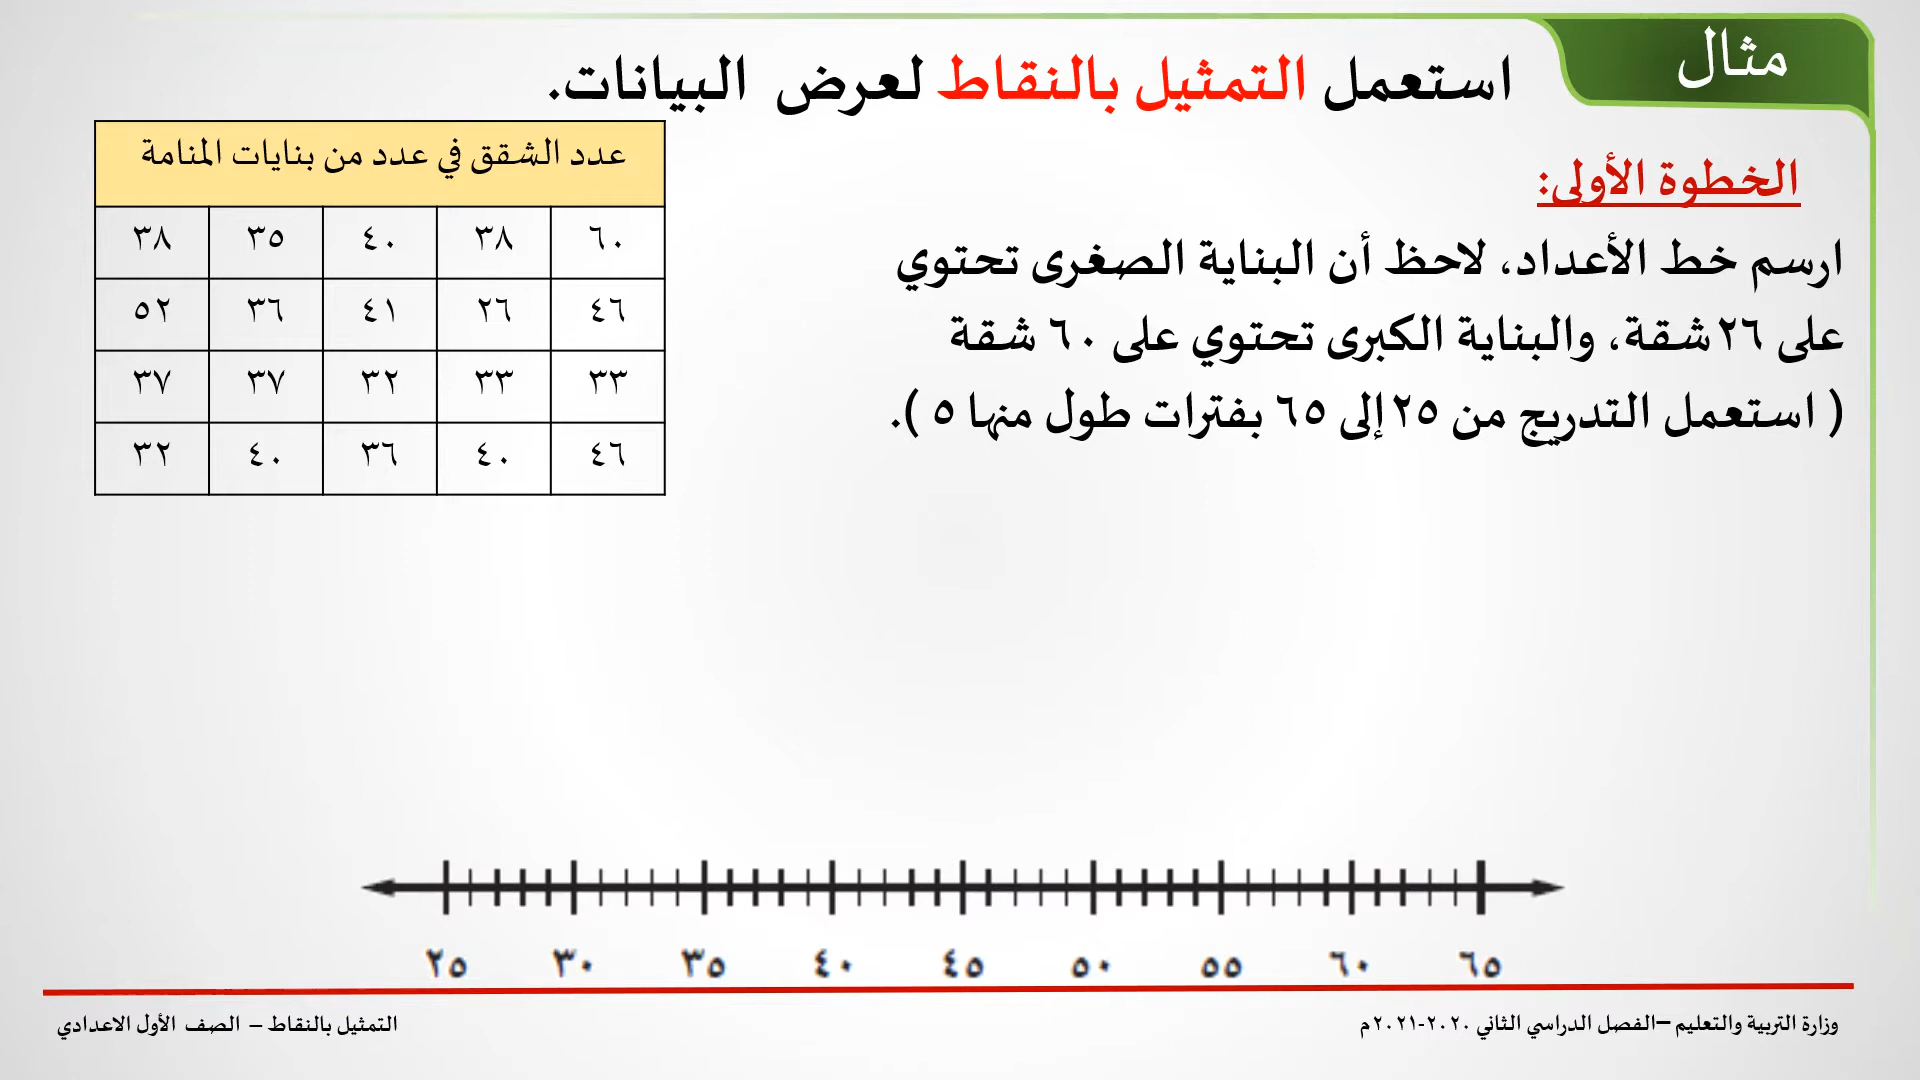 مثال
استعمل التمثيل بالنقاط لعرض البيانات.
الخطوة الأولى:
ارسم خط الأعداد، لاحظ أن البناية الصغرى تحتوي
على ٢٦ شقة، والبناية الكبرى تحتوي على ٦٠ شقة
( استعمل التدريج من ٢٥ إلى ٦٥ بفترات طول منها ٥ ).
عدد الشقق في عدد من بنايات المنامة
٣٨ ٣٥ ٤٠ ٣٨ ٦٠
٥٢ ٣٦ ٤١ ٢٦ ٤٦
٣٧ ٣٧ ٣٢ ٣٣ ٣٣
٣٢ ٤٠ ٣٦ ٤٠ ٤٦
٢٥ ٣٠ ٣٥ ٤٠ ٤٥ ٥٠ ٥٥ ٦٠ ٦٥
وزارة التربية والتعليم –الفصل الدراسي الثاني ٢٠٢٠-٢٠٢١م
التمثيل بالنقاط – الصف الأول الاعدادي